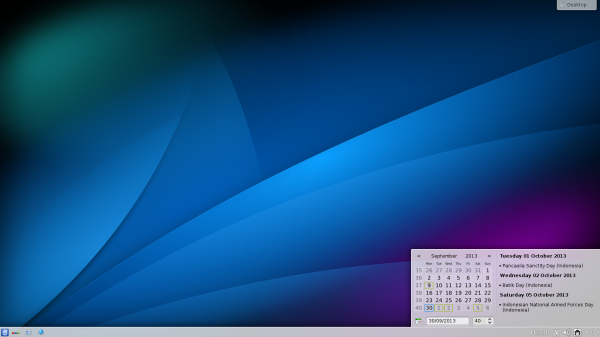 Desktop
September 2013
Mon Tue Wed Thu Fri Sat Sun
35 26 27 28 29 30 31 1
36 2 3 4 5 6 7 8
37 9 10 11 12 13 14 15
38 16 17 18 19 20 21 22
39 23 24 25 26 27 28 29
40 30 1 2 3 4 5 6
30/09/2013 40
Tuesday 01 October 2013
• Pancasila Sanctity Day (Indonesia)
Wednesday 02 October 2013
• Batik Day (Indonesia)
Saturday 05 October 2013
• Indonesian National Armed Forces Day
(Indonesia)